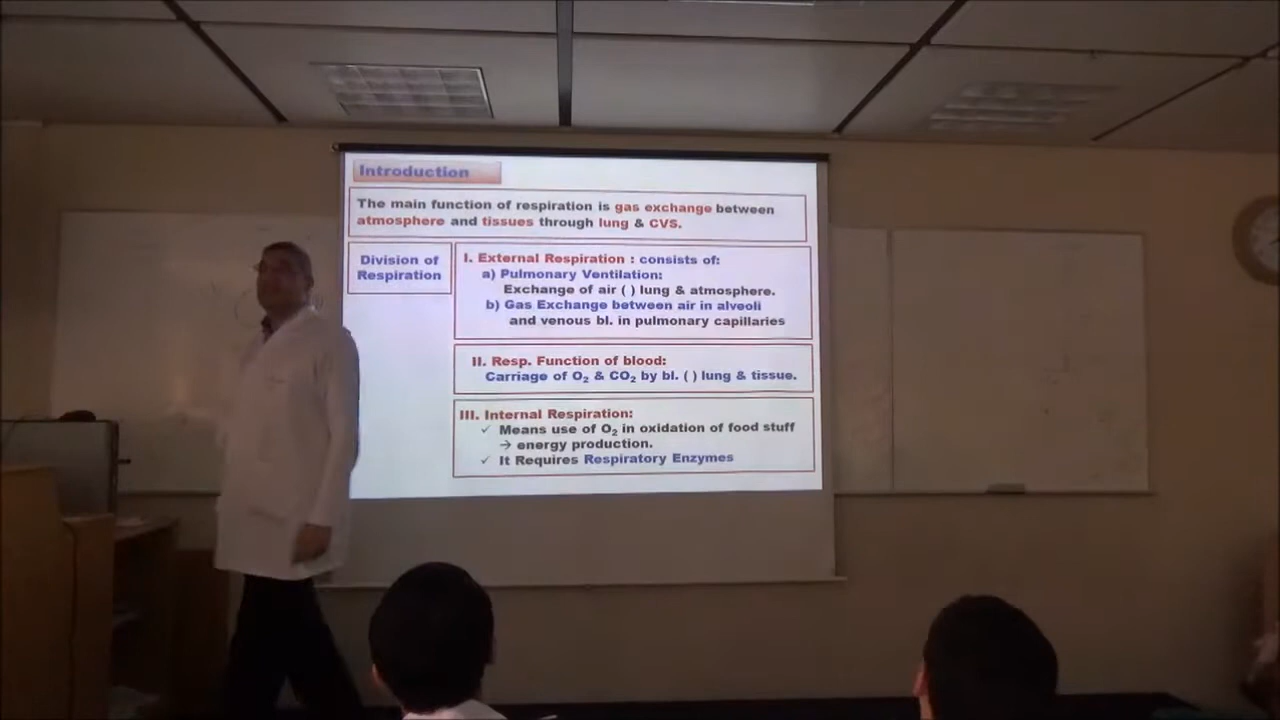 Introduction
The main function of respiration is gas exchange between
atmosphere and tissues through lung & CVS.
Division of
Respiration
I. External Respiration : consists of:
a) Pulmonary Ventilation:
Exchange of air ( ) lung & atmosphere.
b) Gas Exchange between air in alveoli
and venous bl. in pulmonary capillaries
II. Resp. Function of blood:
Carriage of O₂ & CO₂ by bl. ( ) lung & tissue.
III. Internal Respiration:
✓ Means use of O₂ in oxidation of food stuff
→ energy production.
✓ It Requires Respiratory Enzymes